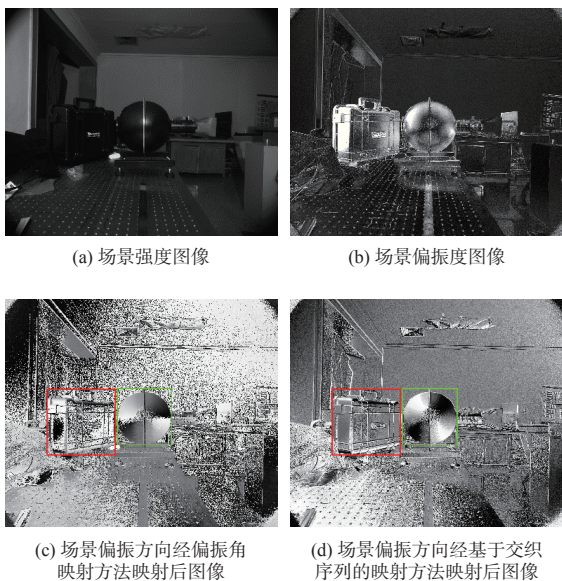 (a) 场景强度图像
(b) 场景偏振度图像
(c) 场景偏振方向经偏振角
映射方法映射后图像
(d) 场景偏振方向经基于交织
序列的映射方法映射后图像